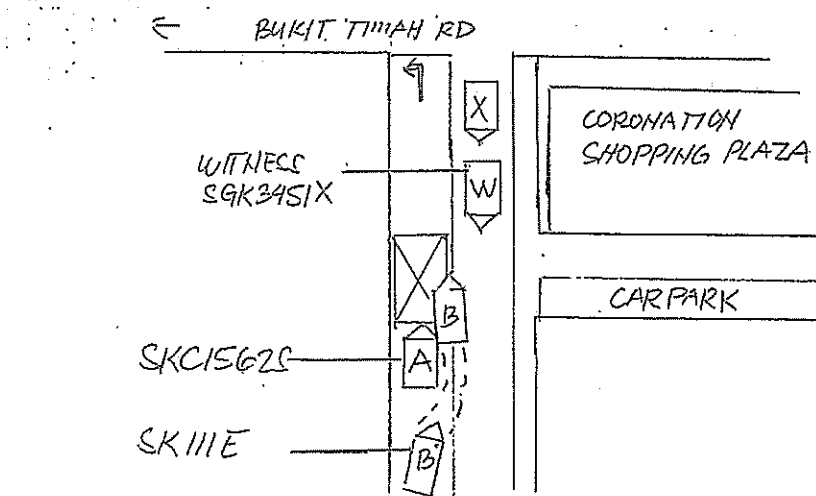 BUKIT TIMAH RD
X
CORONATION
SHOPPING PLAZA
WITNESS
SGK3451X
W
B
CARPARK
SKC1562S
A
SK111E
B